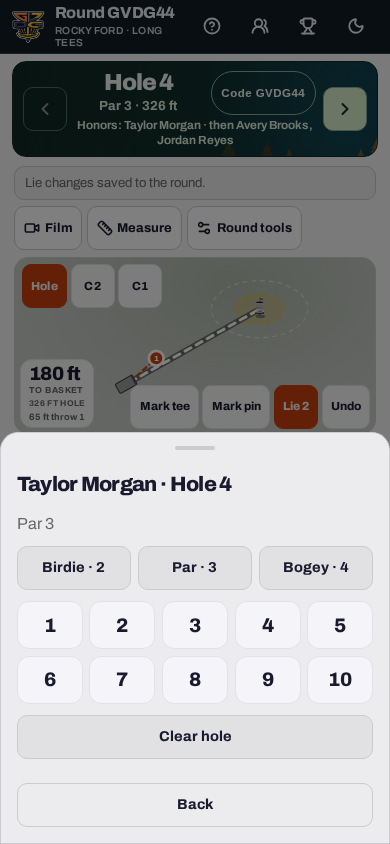 Round GVDG44
ROCKY FORD · LONG
TEES
Hole 4
Par 3 · 326 ft
Code GVDG44
Honors: Taylor Morgan · then Avery Brooks,
Jordan Reyes
Lie changes saved to the round.
Film
Measure
Round tools
Hole
C2
C1
1
180 ft
TO BASKET
326 FT HOLE
65 ft throw 1
Mark tee
Mark pin
Lie 2
Undo
Taylor Morgan · Hole 4
Par 3
Birdie · 2
Par · 3
Bogey · 4
1 2 3 4 5
6 7 8 9 10
Clear hole
Back